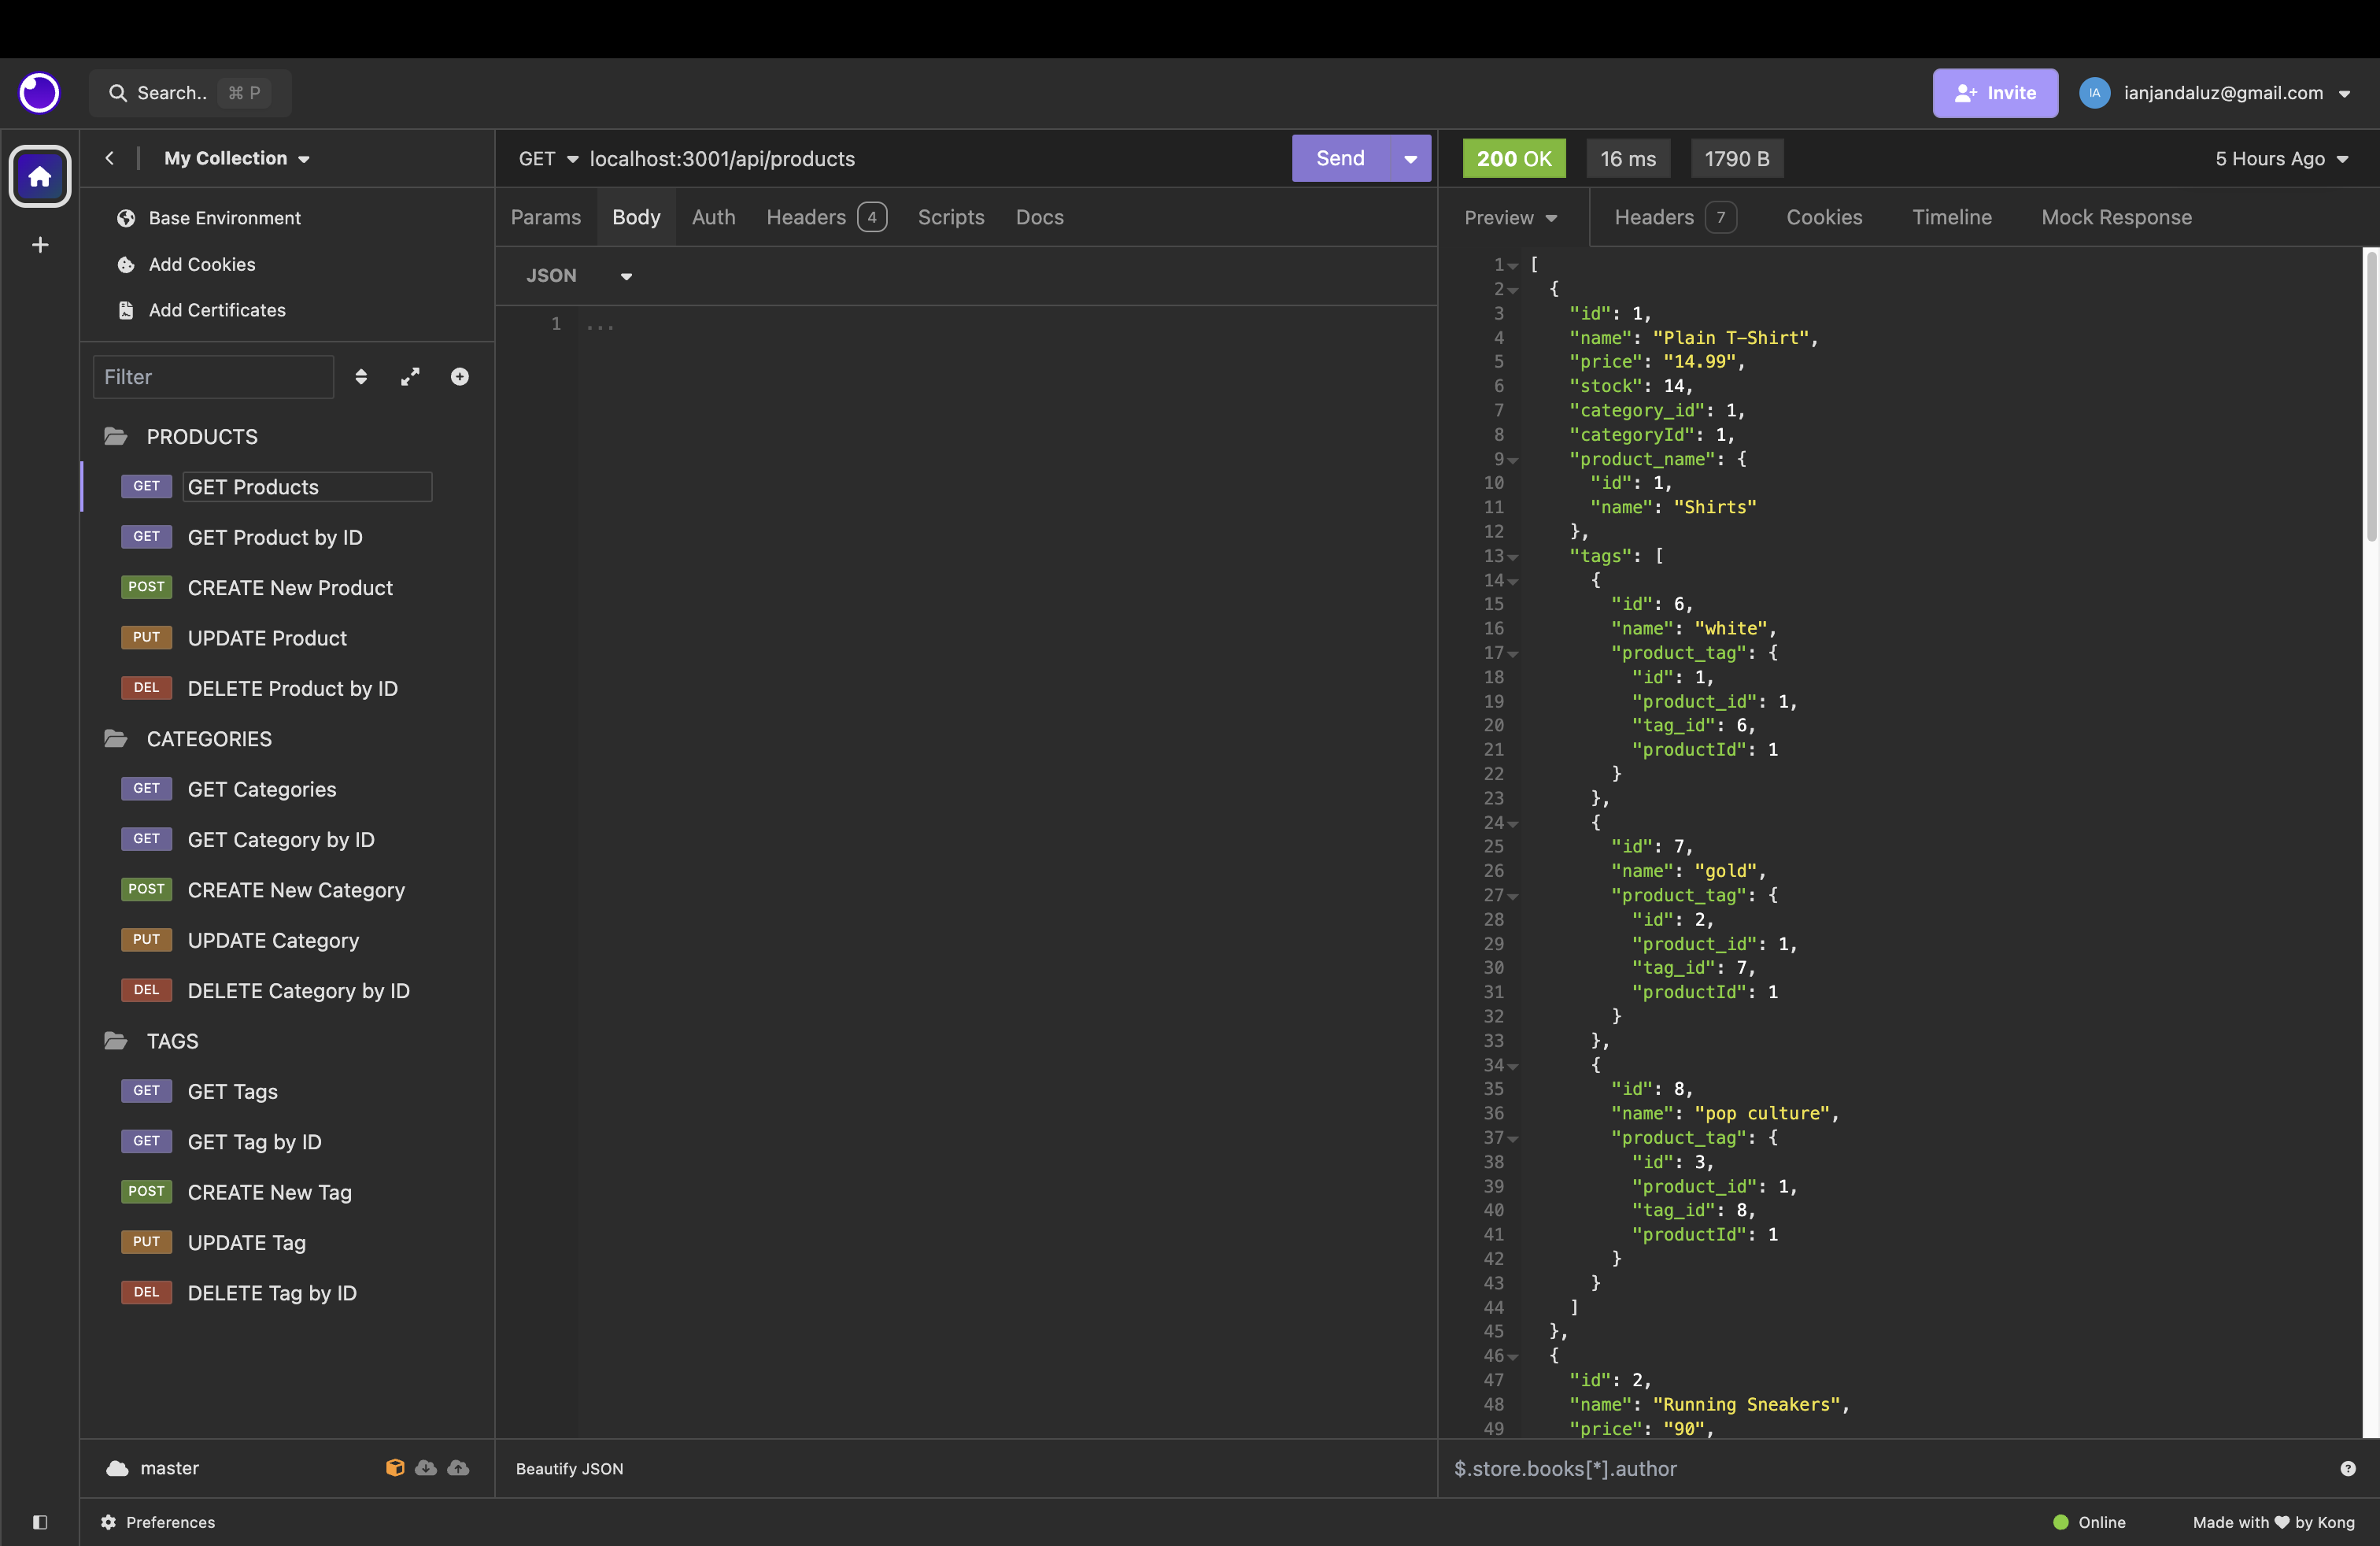 Search.. ⌘ P
Invite
IA
ianjandaluz@gmail.com
My Collection
Base Environment
Add Cookies
Add Certificates
Filter
PRODUCTS
GET GET Products
GET GET Product by ID
POST CREATE New Product
PUT UPDATE Product
DEL DELETE Product by ID
CATEGORIES
GET GET Categories
GET GET Category by ID
POST CREATE New Category
PUT UPDATE Category
DEL DELETE Category by ID
TAGS
GET GET Tags
GET GET Tag by ID
POST CREATE New Tag
PUT UPDATE Tag
DEL DELETE Tag by ID
master
GET localhost:3001/api/products Send
Params Body Auth Headers 4 Scripts Docs
JSON
1 ...
Beautify JSON
200 OK 16 ms 1790 B 5 Hours Ago
Preview Headers 7 Cookies Timeline Mock Response
1 [
2 {
3 "id": 1,
4 "name": "Plain T-Shirt",
5 "price": "14.99",
6 "stock": 14,
7 "category_id": 1,
8 "categoryId": 1,
9 "product_name": {
10 "id": 1,
11 "name": "Shirts"
12 },
13 "tags": [
14 {
15 "id": 6,
16 "name": "white",
17 "product_tag": {
18 "id": 1,
19 "product_id": 1,
20 "tag_id": 6,
21 "productId": 1
22 }
23 },
24 {
25 "id": 7,
26 "name": "gold",
27 "product_tag": {
28 "id": 2,
29 "product_id": 1,
30 "tag_id": 7,
31 "productId": 1
32 }
33 },
34 {
35 "id": 8,
36 "name": "pop culture",
37 "product_tag": {
38 "id": 3,
39 "product_id": 1,
40 "tag_id": 8,
41 "productId": 1
42 }
43 }
44 ]
45 },
46 {
47 "id": 2,
48 "name": "Running Sneakers",
49 "price": "90",
$.store.books[*].author
Preferences
Online
Made with ♥ by Kong